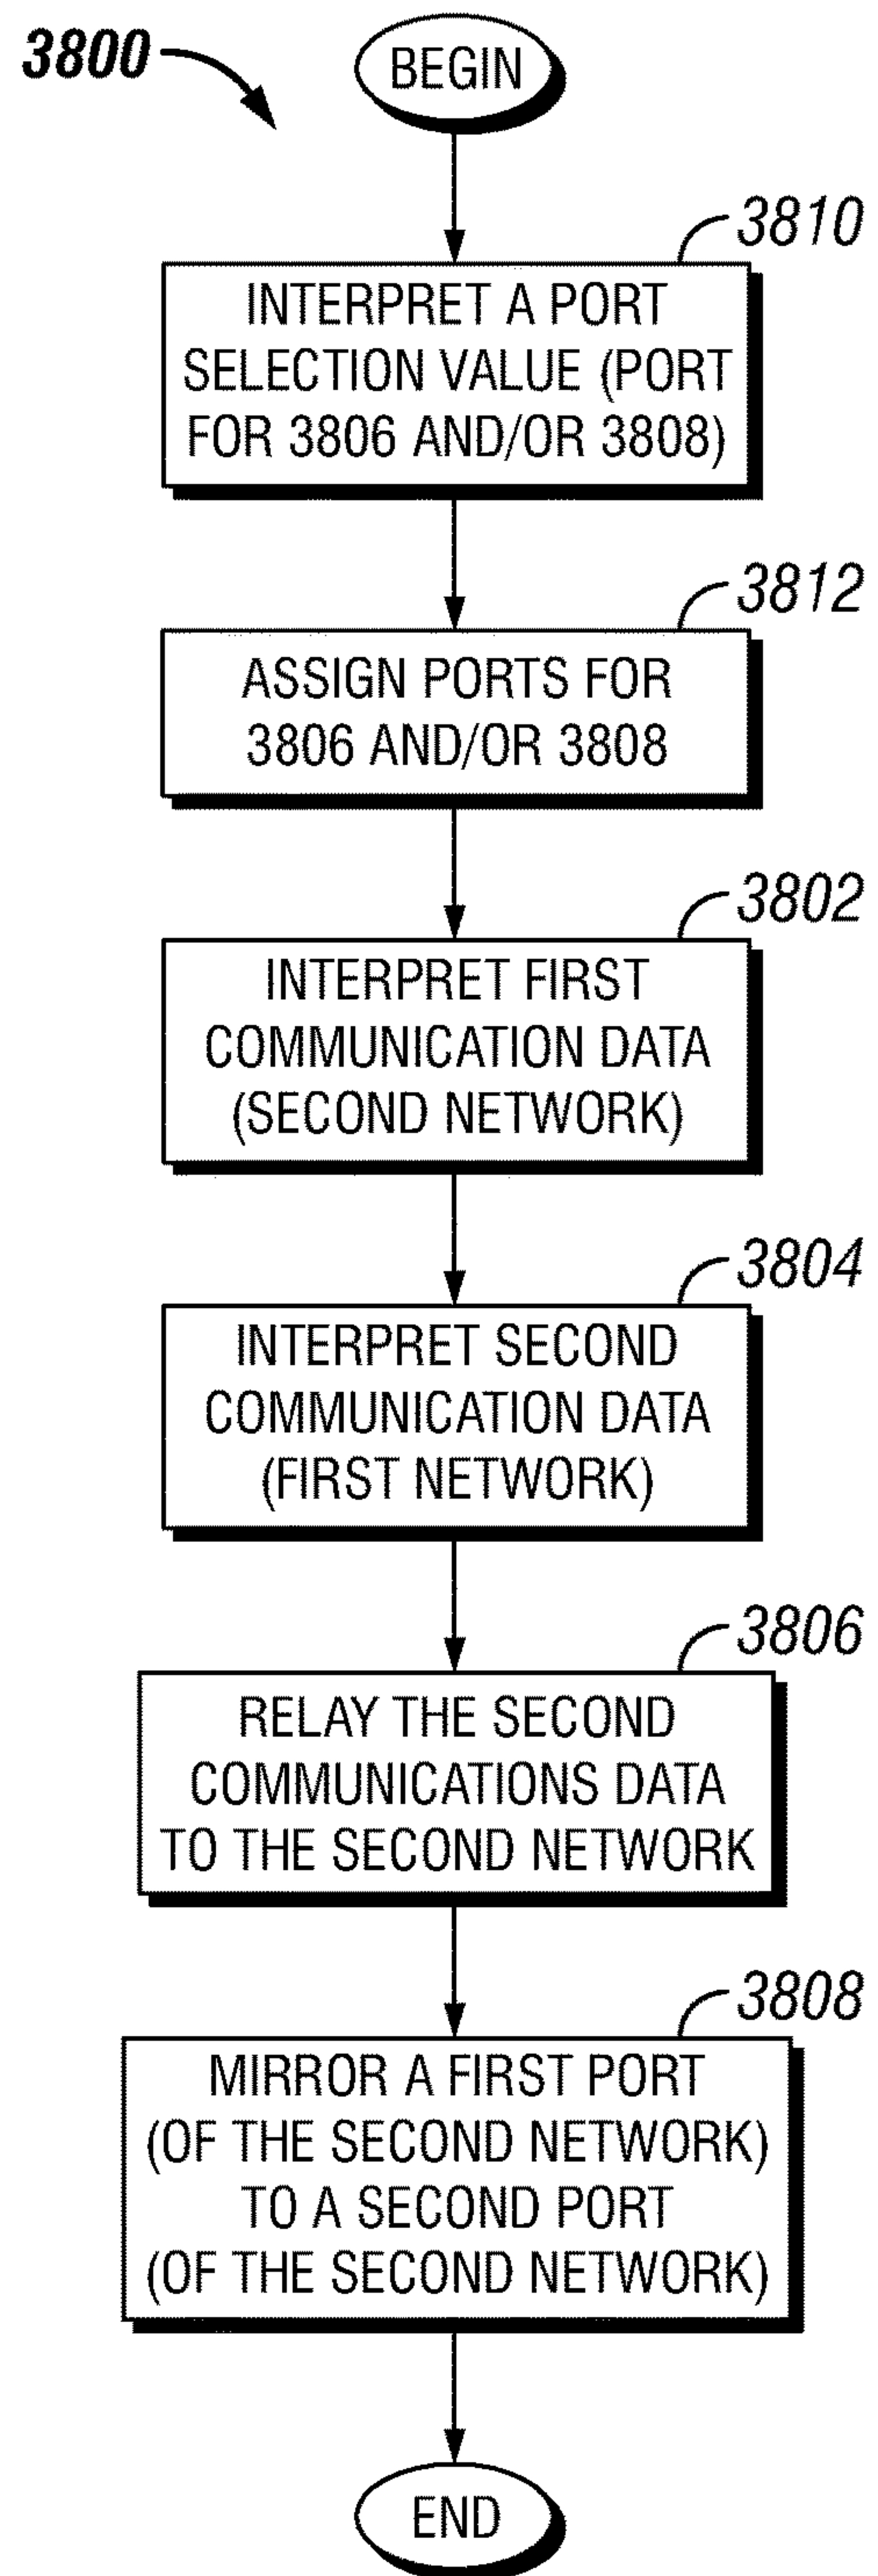 3800
BEGIN
3810
INTERPRET A PORT
SELECTION VALUE (PORT
FOR 3806 AND/OR 3808)
3812
ASSIGN PORTS FOR
3806 AND/OR 3808
3802
INTERPRET FIRST
COMMUNICATION DATA
(SECOND NETWORK)
3804
INTERPRET SECOND
COMMUNICATION DATA
(FIRST NETWORK)
3806
RELAY THE SECOND
COMMUNICATIONS DATA
TO THE SECOND NETWORK
3808
MIRROR A FIRST PORT
(OF THE SECOND NETWORK)
TO A SECOND PORT
(OF THE SECOND NETWORK)
END